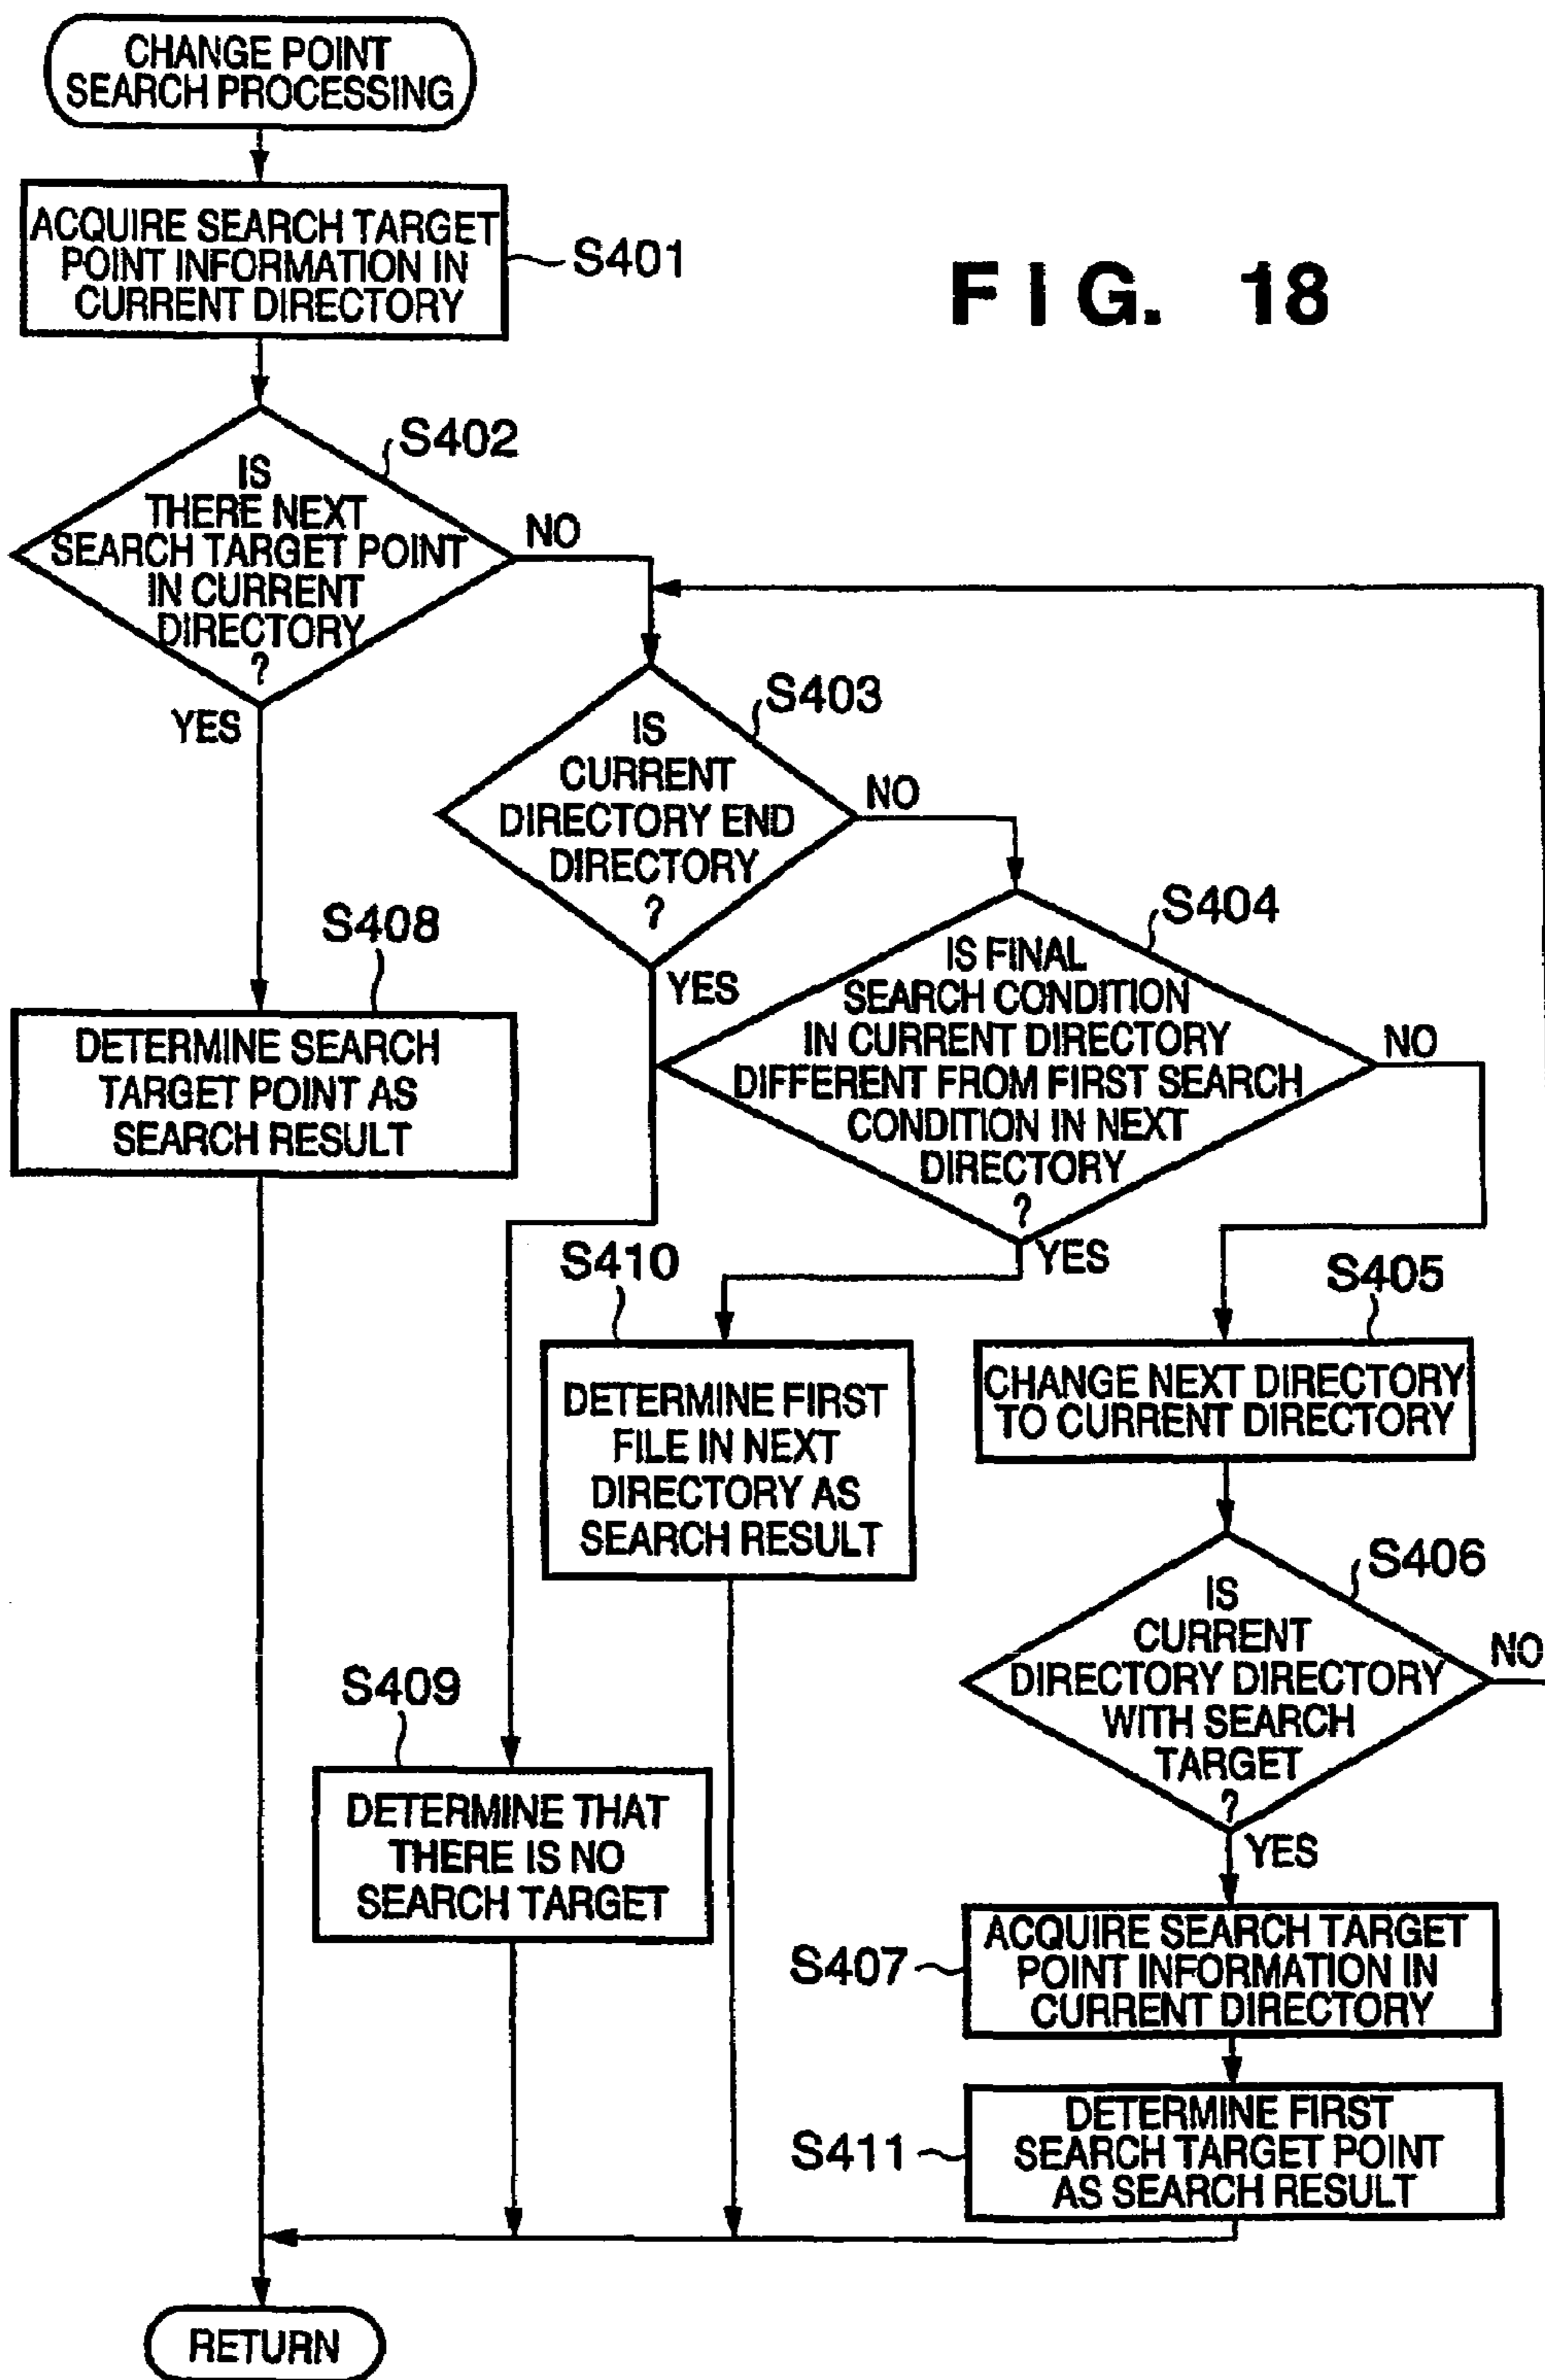 CHANGE POINT
SEARCH PROCESSING
ACQUIRE SEARCH TARGET
POINT INFORMATION IN
CURRENT DIRECTORY
S401
FIG. 18
S402
IS
THERE NEXT
SEARCH TARGET POINT
IN CURRENT
DIRECTORY
?
NO
YES
S403
IS
CURRENT
DIRECTORY END
DIRECTORY
?
NO
YES
S404
IS FINAL
SEARCH CONDITION
IN CURRENT DIRECTORY
DIFFERENT FROM FIRST SEARCH
CONDITION IN NEXT
DIRECTORY
?
NO
YES
S408
DETERMINE SEARCH
TARGET POINT AS
SEARCH RESULT
S410
DETERMINE FIRST
FILE IN NEXT
DIRECTORY AS
SEARCH RESULT
S405
CHANGE NEXT DIRECTORY
TO CURRENT DIRECTORY
S406
IS
CURRENT
DIRECTORY DIRECTORY
WITH SEARCH
TARGET
?
NO
YES
S409
DETERMINE THAT
THERE IS NO
SEARCH TARGET
S407
ACQUIRE SEARCH TARGET
POINT INFORMATION IN
CURRENT DIRECTORY
S411
DETERMINE FIRST
SEARCH TARGET POINT
AS SEARCH RESULT
RETURN